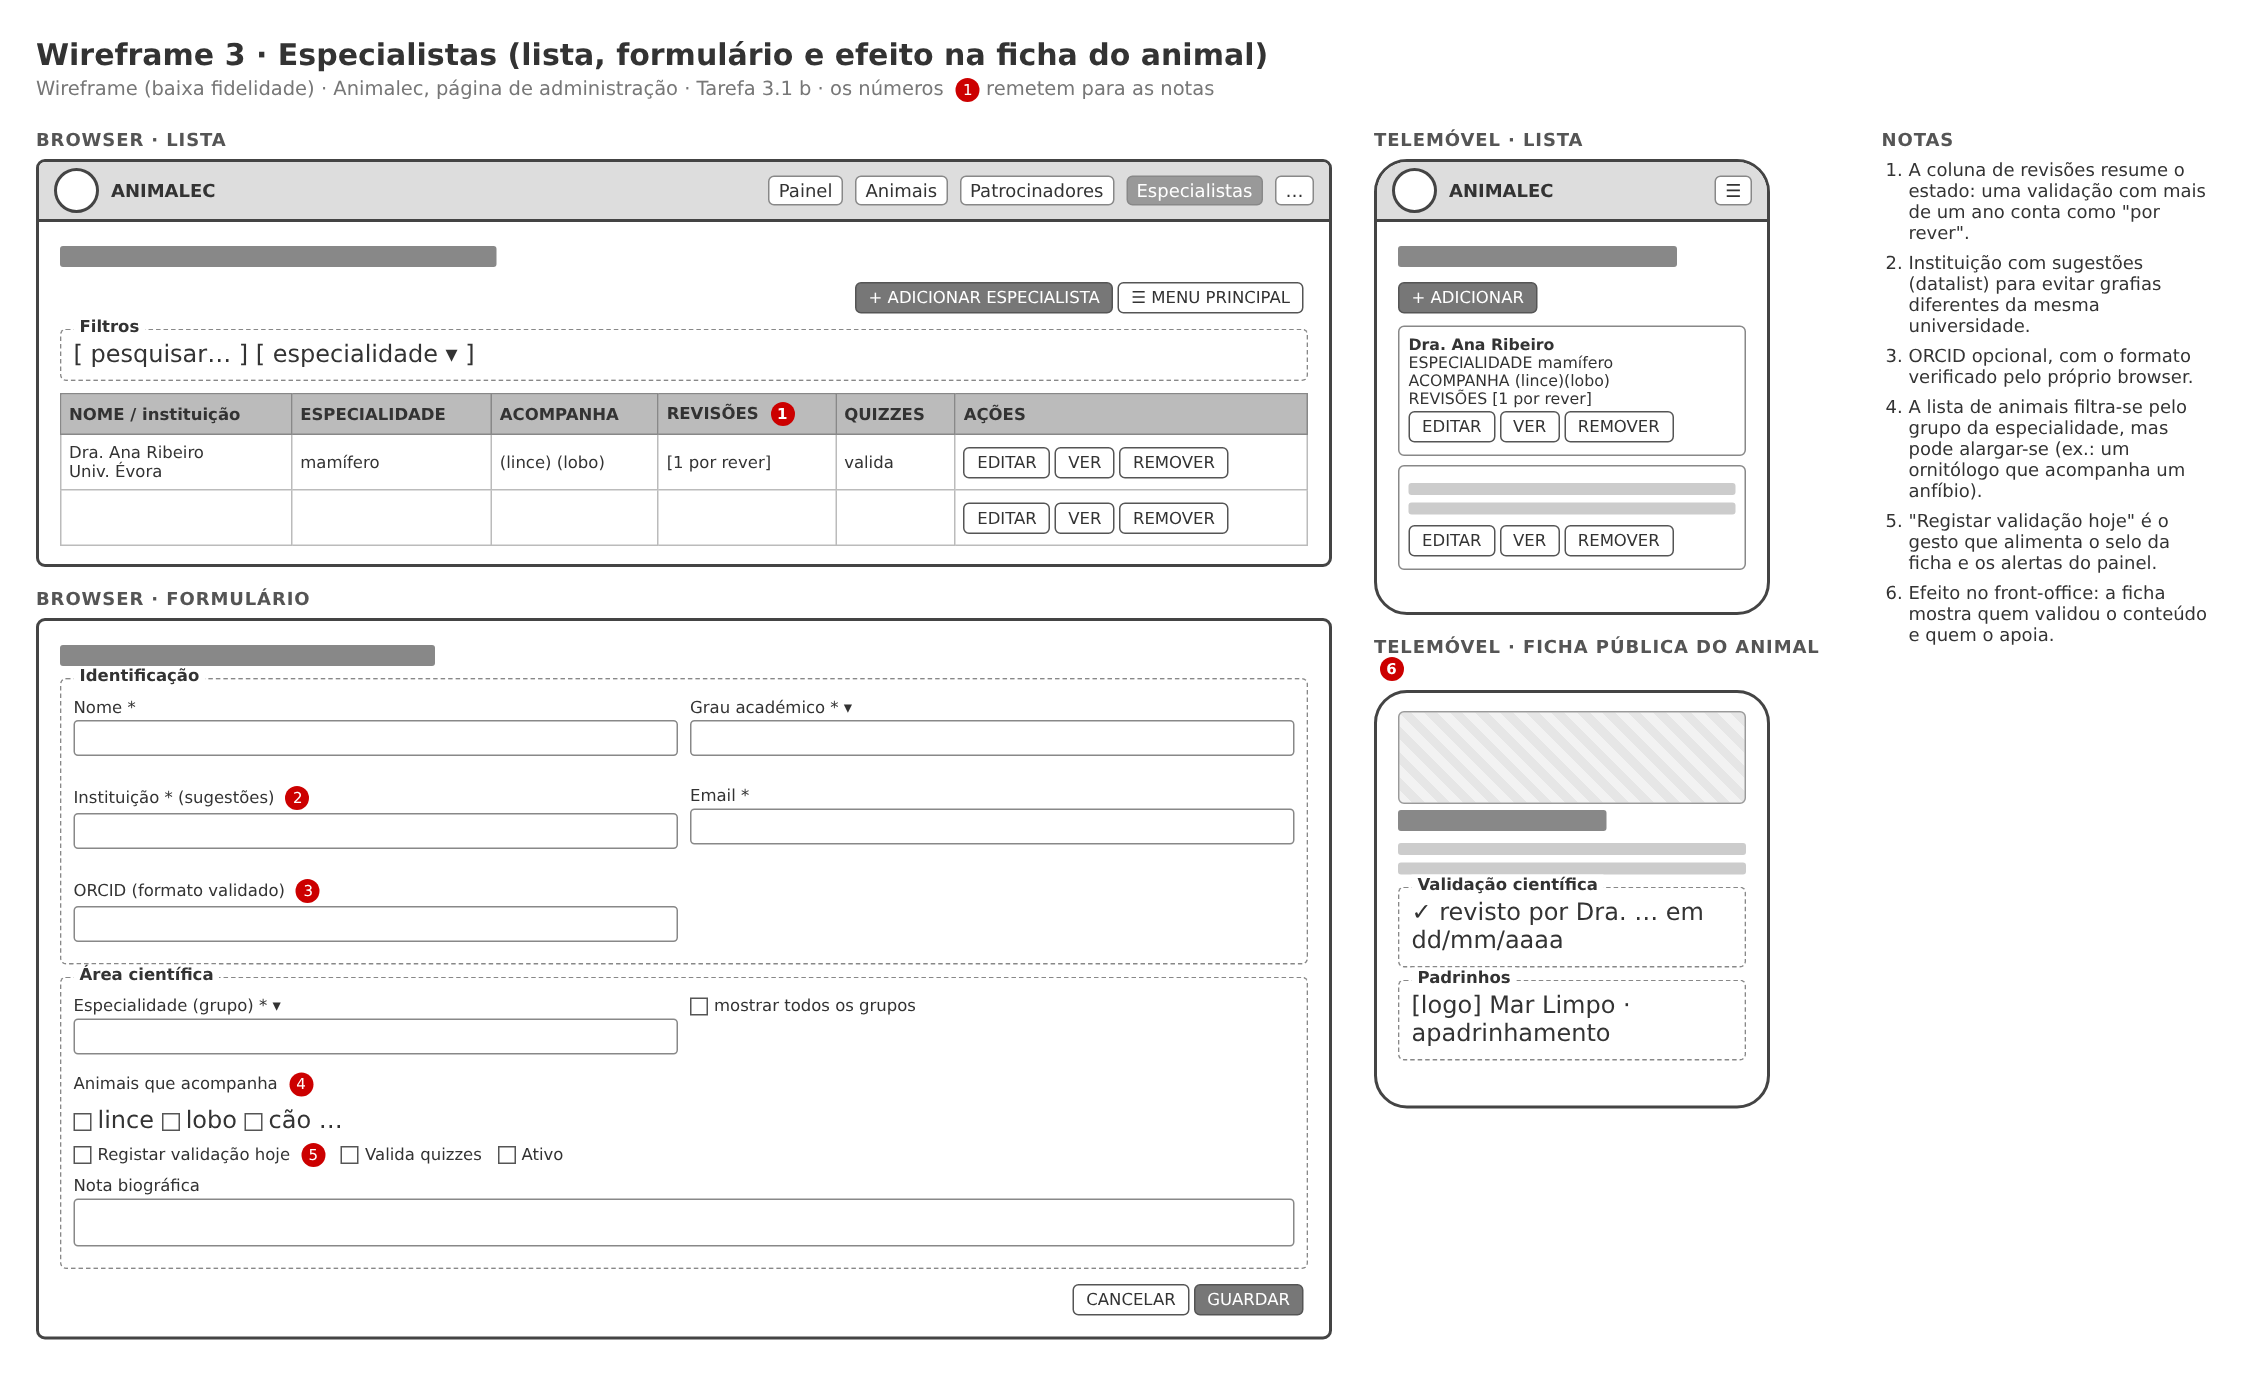 Wireframe 3 · Especialistas (lista, formulário e efeito na ficha do animal)
Wireframe (baixa fidelidade) · Animalec, página de administração · Tarefa 3.1 b · os números 1 remetem para as notas
BROWSER · LISTA
ANIMALEC
Painel Animais Patrocinadores Especialistas ...
+ ADICIONAR ESPECIALISTA ☰ MENU PRINCIPAL
Filtros
[ pesquisar... ] [ especialidade ▾ ]
NOME / instituição ESPECIALIDADE ACOMPANHA REVISÕES 1 QUIZZES AÇÕES
Dra. Ana Ribeiro
Univ. Évora
mamífero (lince) (lobo) [1 por rever] valida EDITAR VER REMOVER
EDITAR VER REMOVER
BROWSER · FORMULÁRIO
Identificação
Nome * Grau académico * ▾
Instituição * (sugestões) 2 Email *
ORCID (formato validado) 3
Área científica
Especialidade (grupo) * ▾ mostrar todos os grupos
Animais que acompanha 4
☐ lince ☐ lobo ☐ cão ...
Registar validação hoje 5 Valida quizzes Ativo
Nota biográfica
CANCELAR GUARDAR
TELEMÓVEL · LISTA
ANIMALEC ☰
+ ADICIONAR
Dra. Ana Ribeiro
ESPECIALIDADE mamífero
ACOMPANHA (lince)(lobo)
REVISÕES [1 por rever]
EDITAR VER REMOVER
EDITAR VER REMOVER
TELEMÓVEL · FICHA PÚBLICA DO ANIMAL
6
Validação científica
✓ revisto por Dra. ... em
dd/mm/aaaa
Padrinhos
[logo] Mar Limpo ·
apadrinhamento
NOTAS
1. A coluna de revisões resume o
estado: uma validação com mais
de um ano conta como "por
rever".
2. Instituição com sugestões
(datalist) para evitar grafias
diferentes da mesma
universidade.
3. ORCID opcional, com o formato
verificado pelo próprio browser.
4. A lista de animais filtra-se pelo
grupo da especialidade, mas
pode alargar-se (ex.: um
ornitólogo que acompanha um
anfíbio).
5. "Registar validação hoje" é o
gesto que alimenta o selo da
ficha e os alertas do painel.
6. Efeito no front-office: a ficha
mostra quem validou o conteúdo
e quem o apoia.